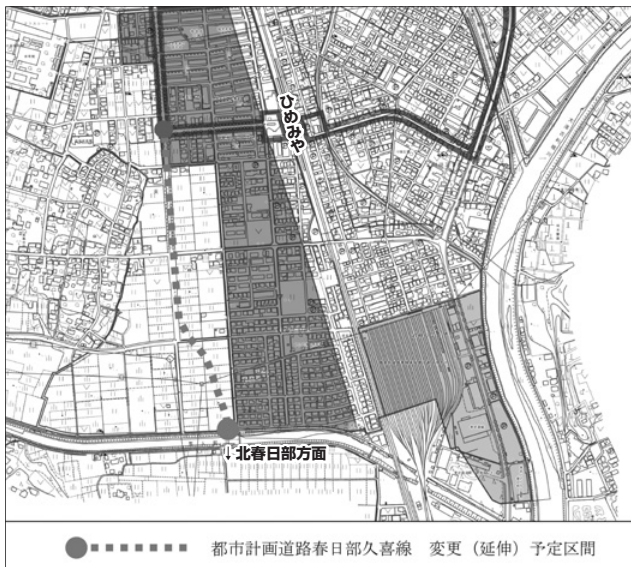 ひめみや
↓北春日部方面
都市計画道路春日部久喜線 変更（延伸）予定区間